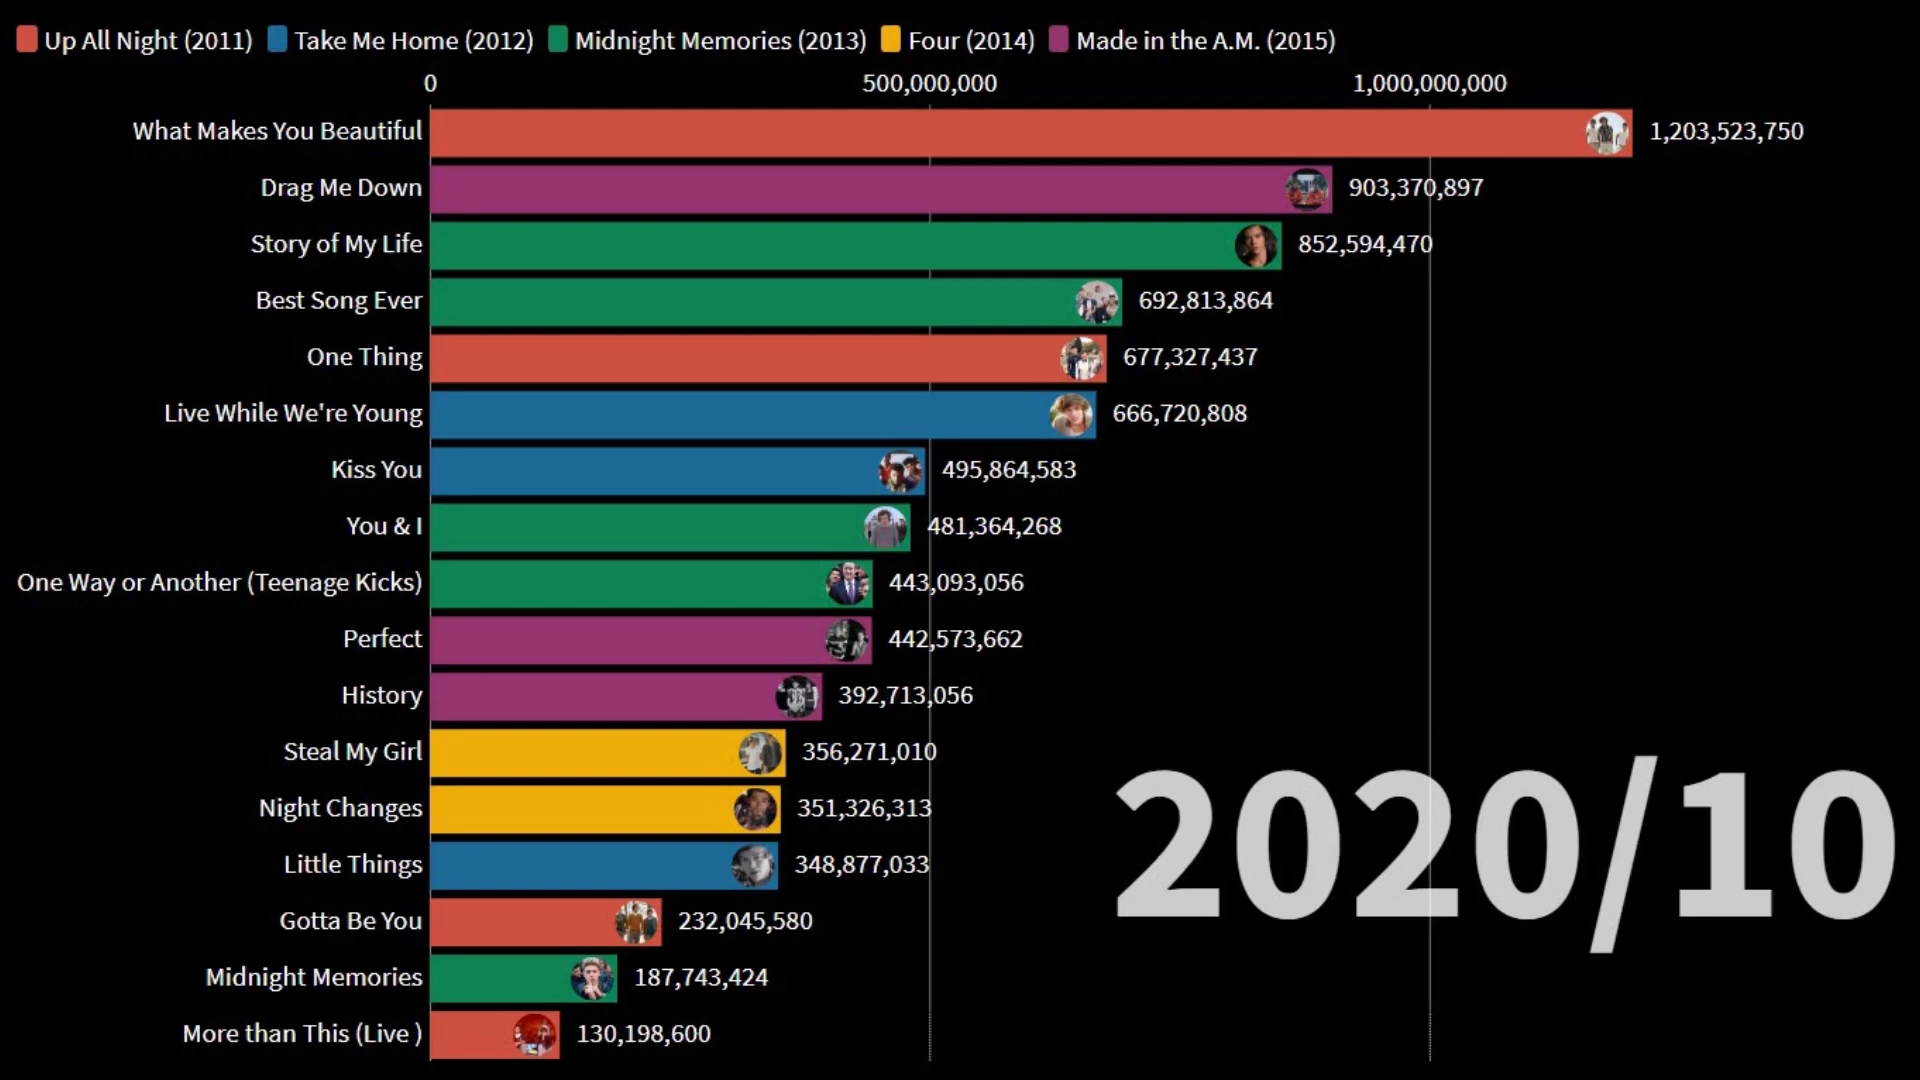 Up All Night (2011) Take Me Home (2012) Midnight Memories (2013) Four (2014) Made in the A.M. (2015)
0 500,000,000 1,000,000,000
What Makes You Beautiful 1,203,523,750
Drag Me Down 903,370,897
Story of My Life 852,594,470
Best Song Ever 692,813,864
One Thing 677,327,437
Live While We're Young 666,720,808
Kiss You 495,864,583
You & I 481,364,268
One Way or Another (Teenage Kicks) 443,093,056
Perfect 442,573,662
History 392,713,056
Steal My Girl 356,271,010
Night Changes 351,326,313
Little Things 348,877,033
Gotta Be You 232,045,580
Midnight Memories 187,743,424
More than This (Live ) 130,198,600
2020/10